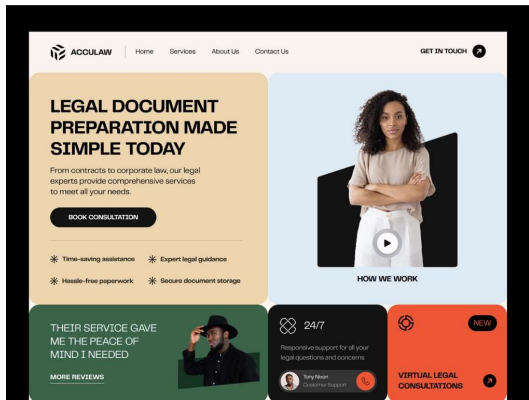 ACCULAW
Home
Services
About Us
Contact Us
GET IN TOUCH
LEGAL DOCUMENT
PREPARATION MADE
SIMPLE TODAY
From contracts to corporate law, our legal
experts provide comprehensive services
to meet all your needs.
BOOK CONSULTATION
Time-saving assistance
Expert legal guidance
Hassle-free paperwork
Secure document storage
HOW WE WORK
THEIR SERVICE GAVE
ME THE PEACE OF
MIND I NEEDED
MORE REVIEWS
24/7
Responsive support for all your
legal questions and concerns
Tony Nixon
Customer Support
NEW
VIRTUAL LEGAL
CONSULTATIONS